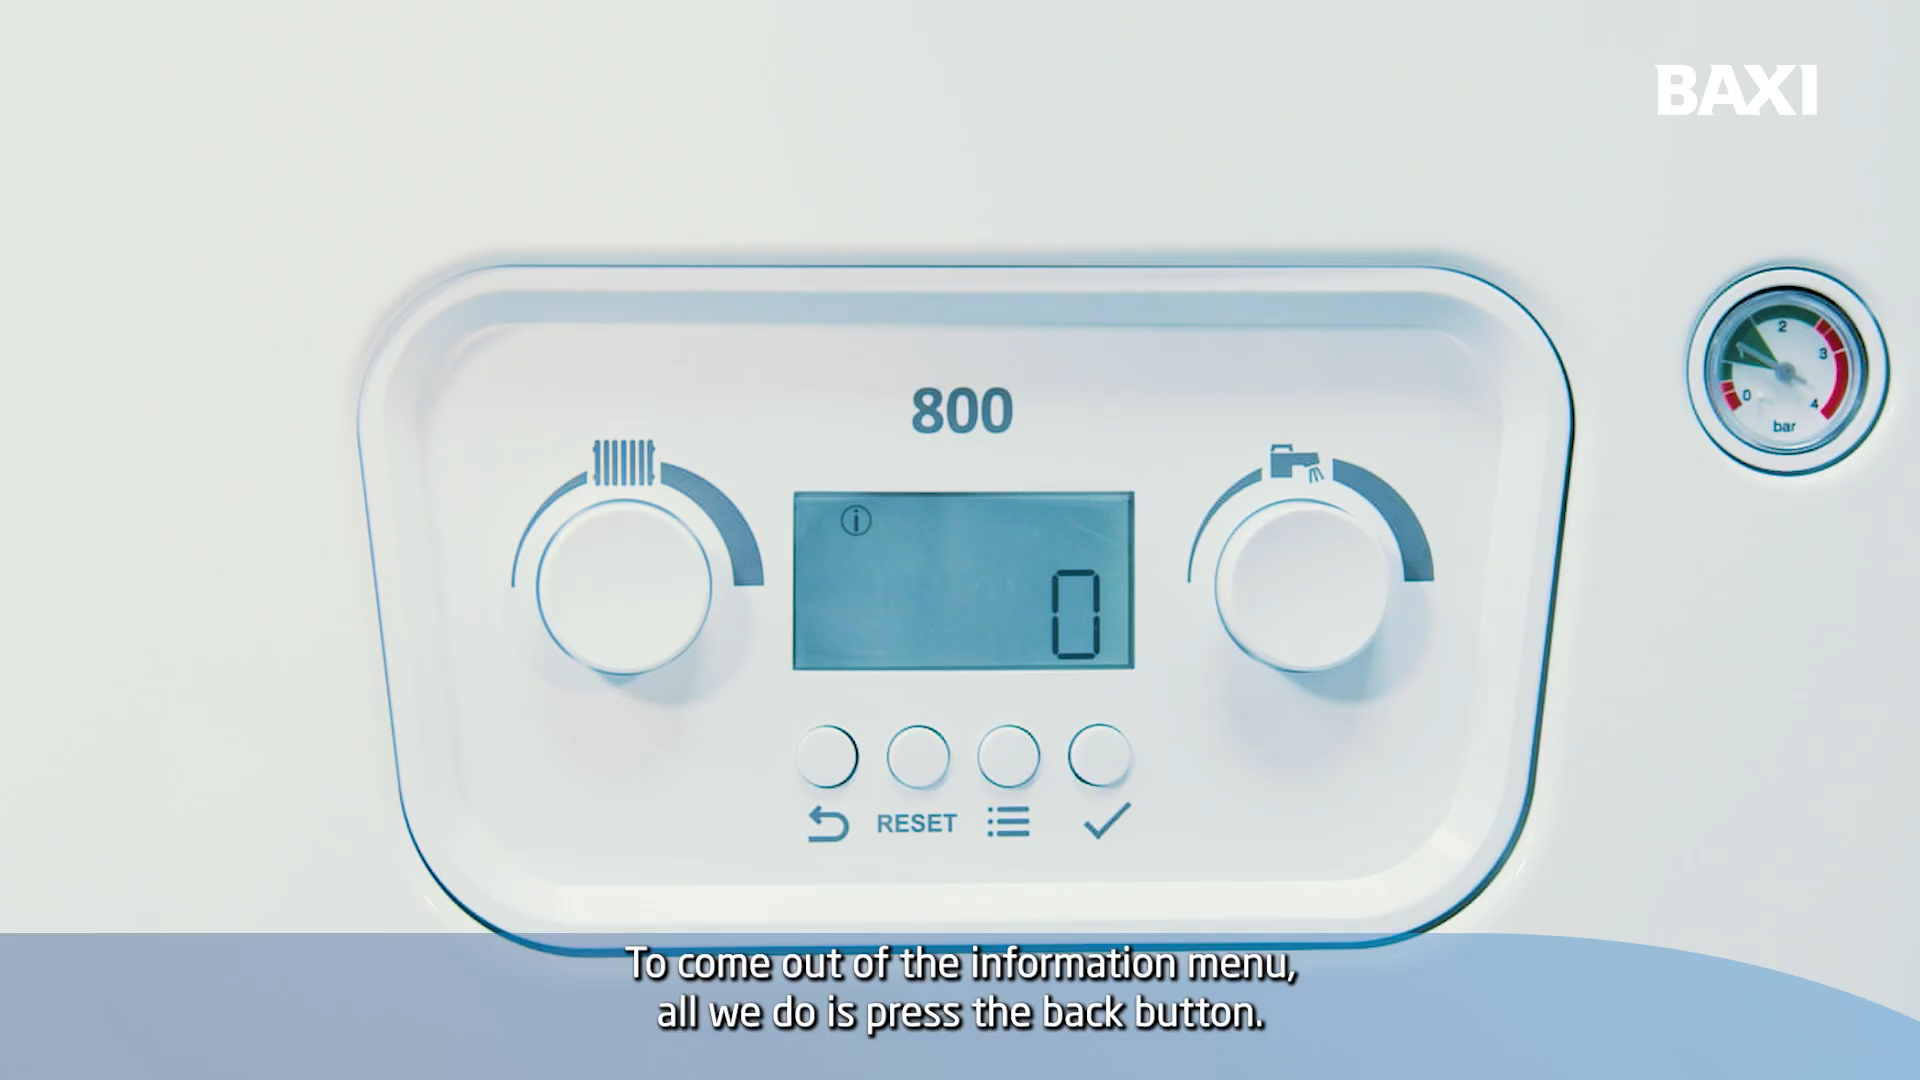 BAXI
800
2
1
3
0
4
bar
0
RESET
To come out of the information menu,
all we do is press the back button.